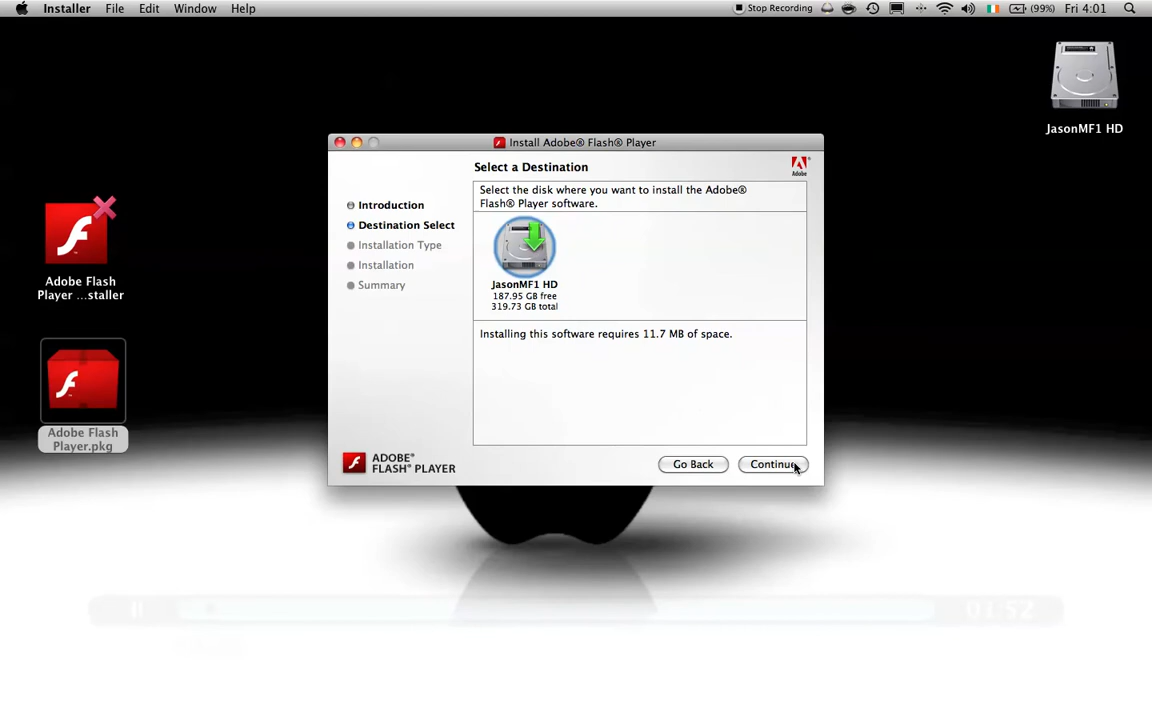 Installer File Edit Window Help
Stop Recording (99%) Fri 4:01
JasonMF1 HD
Install Adobe® Flash® Player
Select a Destination
Adobe
Introduction
Destination Select
Installation Type
Installation
Summary
Select the disk where you want to install the Adobe®
Flash® Player software.
JasonMF1 HD
187.95 GB free
319.73 GB total
Installing this software requires 11.7 MB of space.
ADOBE®
FLASH® PLAYER
Go Back Continue
Adobe Flash
Player ...staller
Adobe Flash
Player.pkg
01:52